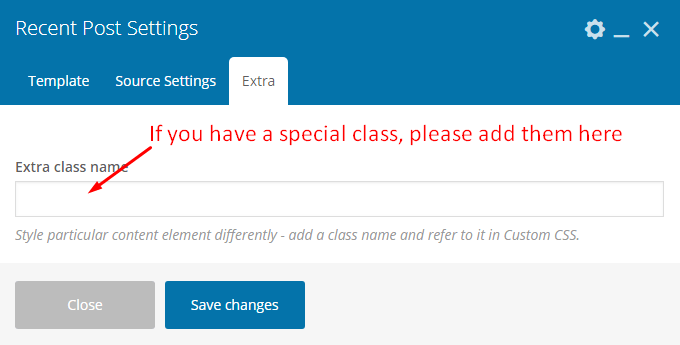 Recent Post Settings
Template Source Settings Extra
If you have a special class, please add them here
Extra class name
Style particular content element differently - add a class name and refer to it in Custom CSS.
Close Save changes